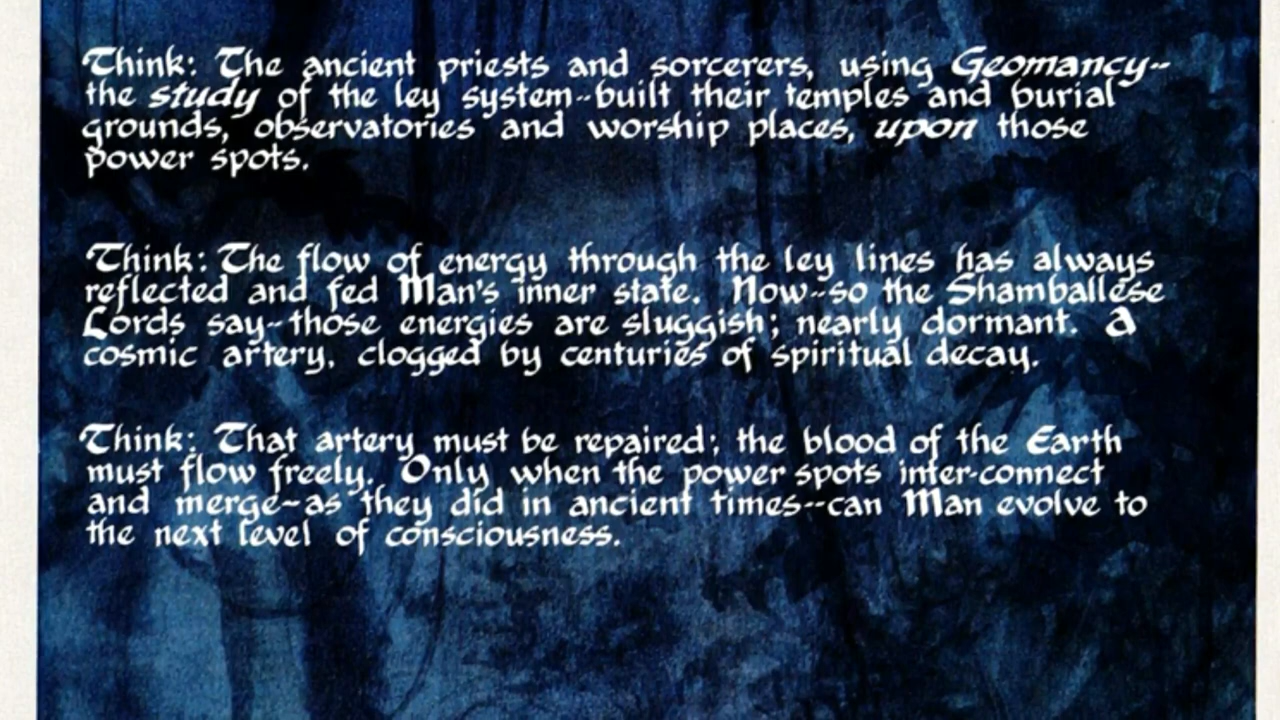 Think: The ancient priests and sorcerers, using Geomancy--
the study of the ley system--built their temples and burial
grounds, observatories and worship places, upon those
power spots.
Think: The flow of energy through the ley lines has always
reflected and fed Man's inner state. Now--so the Shamballese
Lords say--those energies are sluggish; nearly dormant. A
cosmic artery, clogged by centuries of spiritual decay.
Think: That artery must be repaired; the blood of the Earth
must flow freely. Only when the power spots inter-connect
and merge--as they did in ancient times--can Man evolve to
the next level of consciousness.